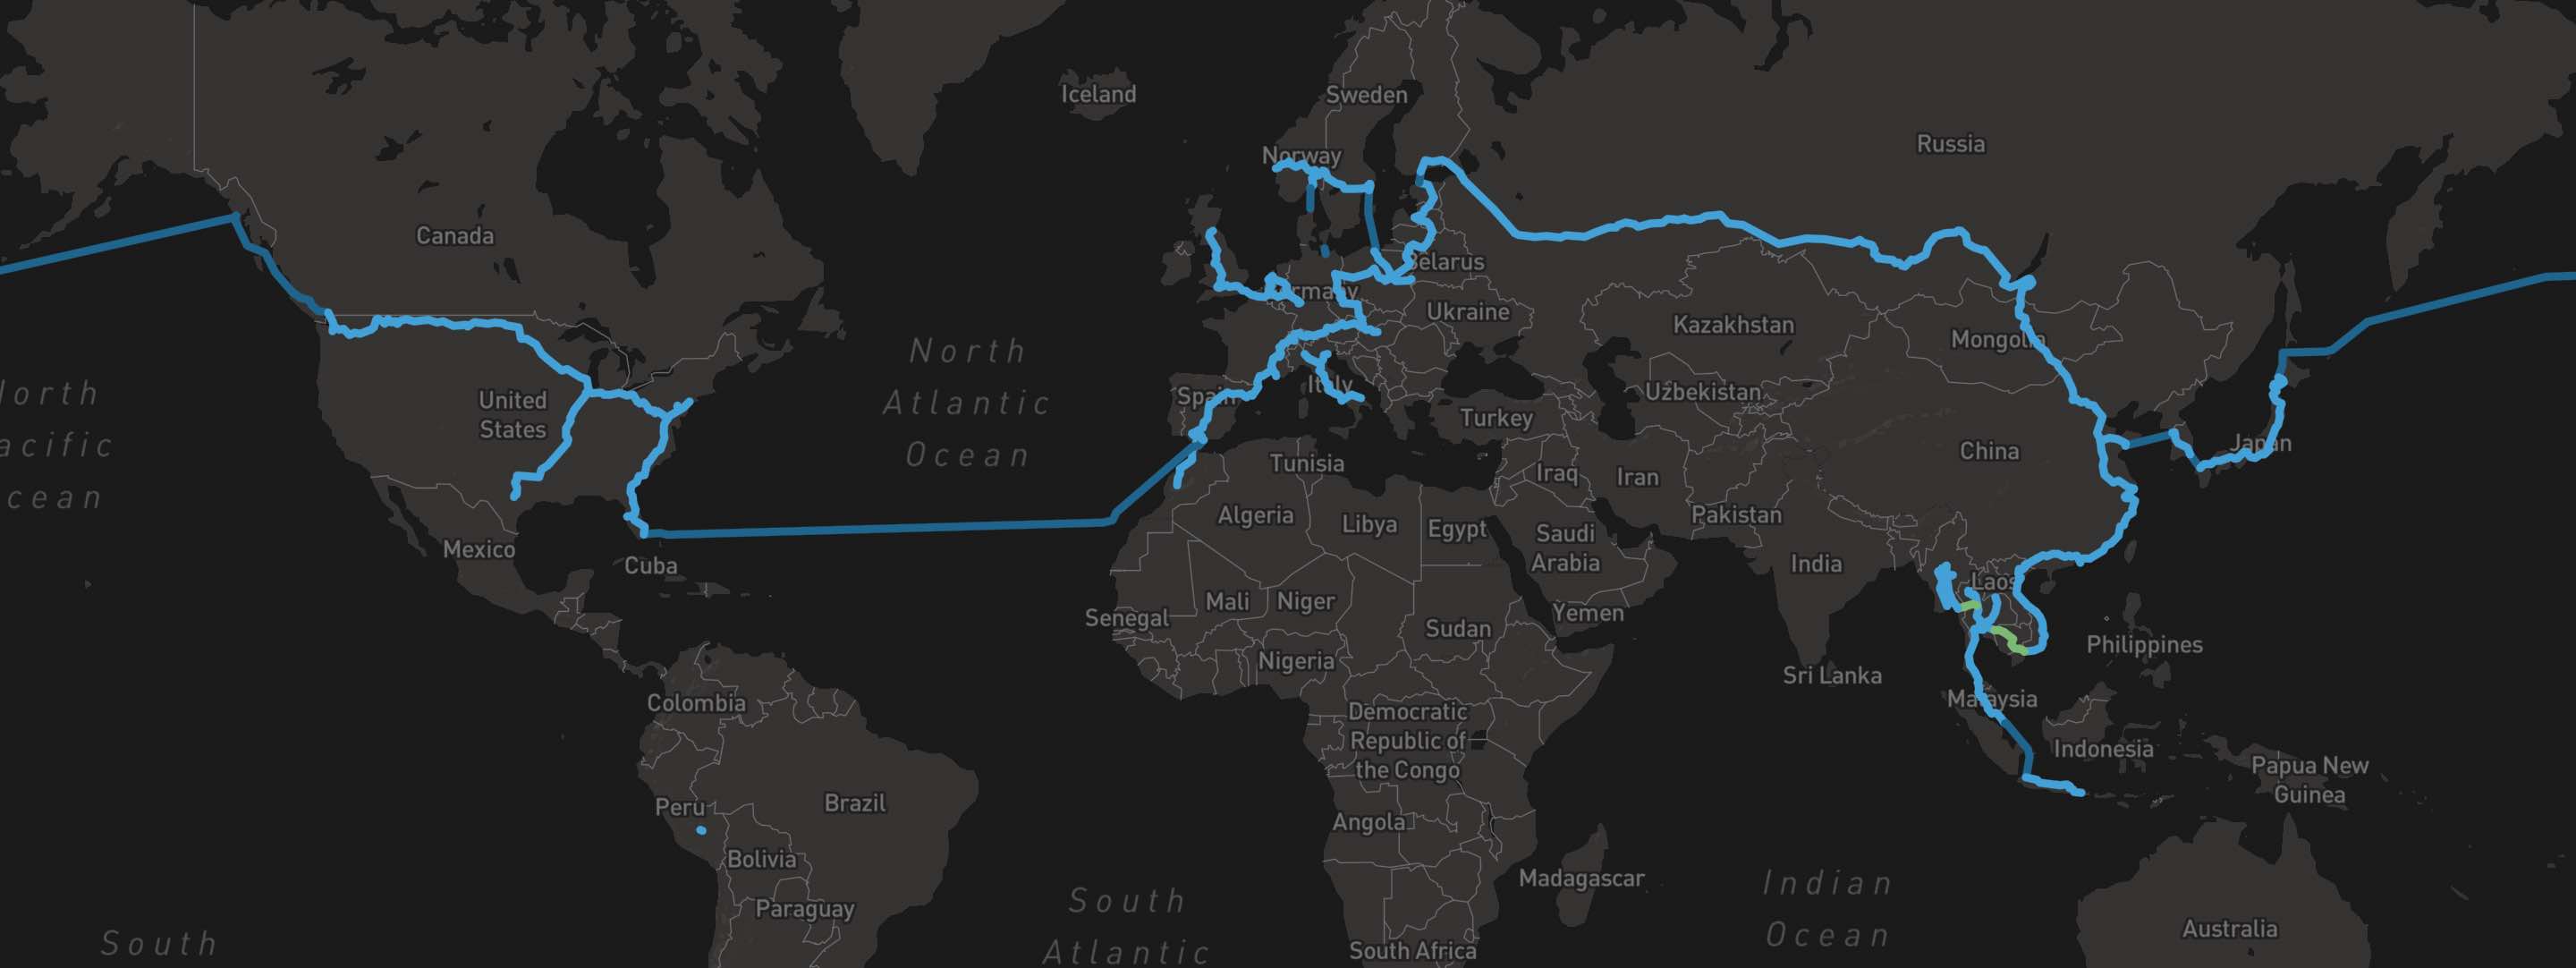 Iceland
Sweden
Norway
Russia
Canada
Belarus
Germany
Ukraine
Kazakhstan
Mongolia
North
Atlantic
Ocean
North
Pacific
Ocean
United
States
Spain
Italy
Uzbekistan
Turkey
China
Japan
Tunisia
Iraq
Iran
Algeria
Libya
Egypt
Pakistan
Saudi
Arabia
Mexico
Cuba
India
Laos
Senegal
Mali
Niger
Yemen
Sudan
Philippines
Nigeria
Sri Lanka
Malaysia
Colombia
Democratic
Republic of
the Congo
Indonesia
Papua New
Guinea
Peru
Brazil
Angola
Bolivia
Madagascar
Indian
Ocean
Paraguay
South
Atlantic
South
South Africa
Australia